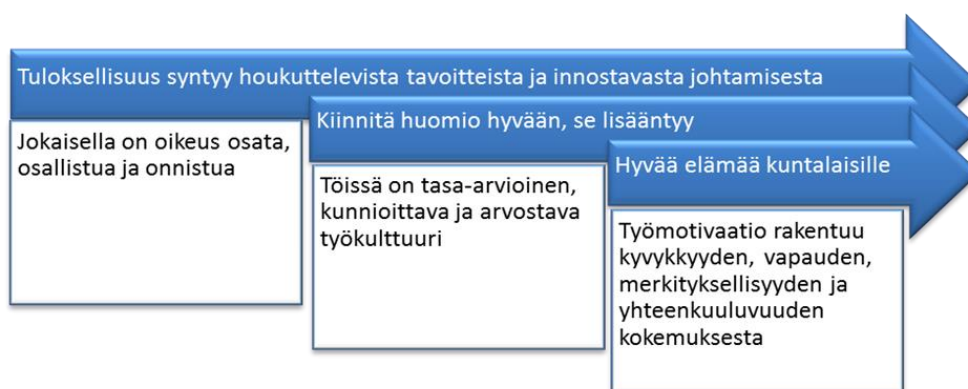 Tuloksellisuus syntyy houkuttelevista tavoitteista ja innostavasta johtamisesta
Jokaisella on oikeus osata,
osallistua ja onnistua
Kiinnitä huomio hyvään, se lisääntyy
Töissä on tasa-arvioinen,
kunnioittava ja arvostava
työkulttuuri
Hyvää elämää kuntalaisille
Työmotivaatio rakentuu
kyvykkyyden, vapauden,
merkityksellisyyden ja
yhteenkuuluvuuden
kokemuksesta